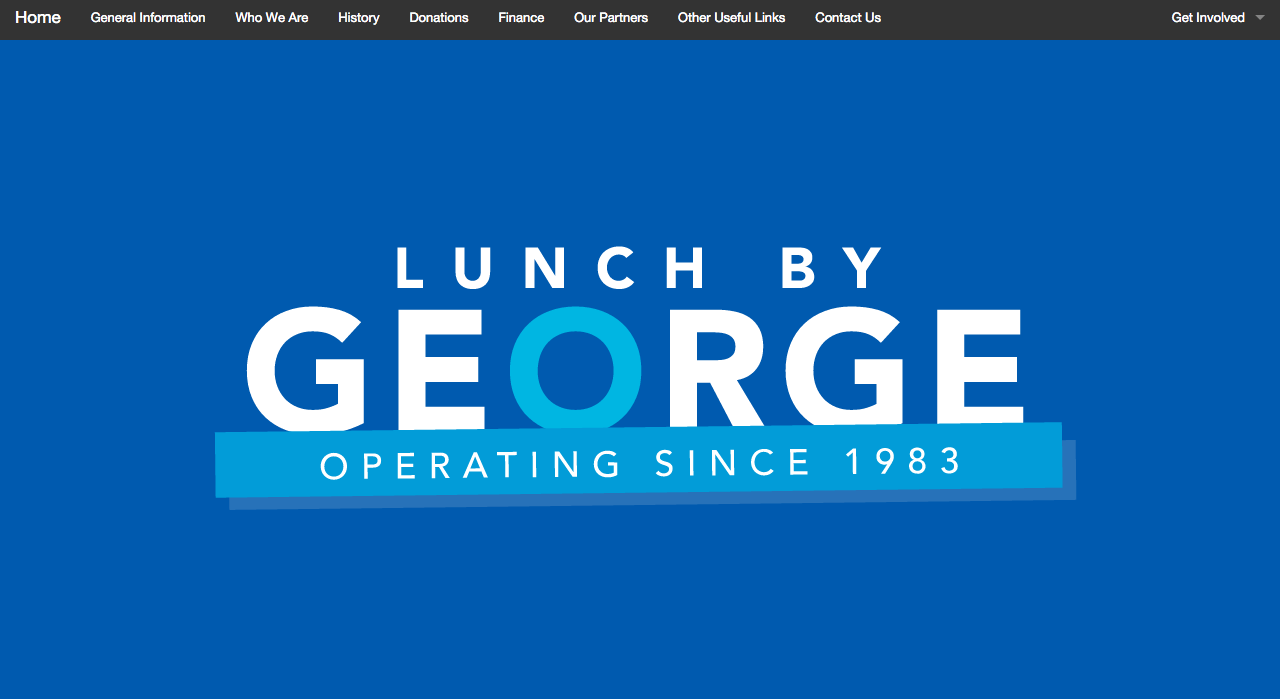 Home General Information Who We Are History Donations Finance Our Partners Other Useful Links Contact Us Get Involved
LUNCH BY
GEORGE
OPERATING SINCE 1983